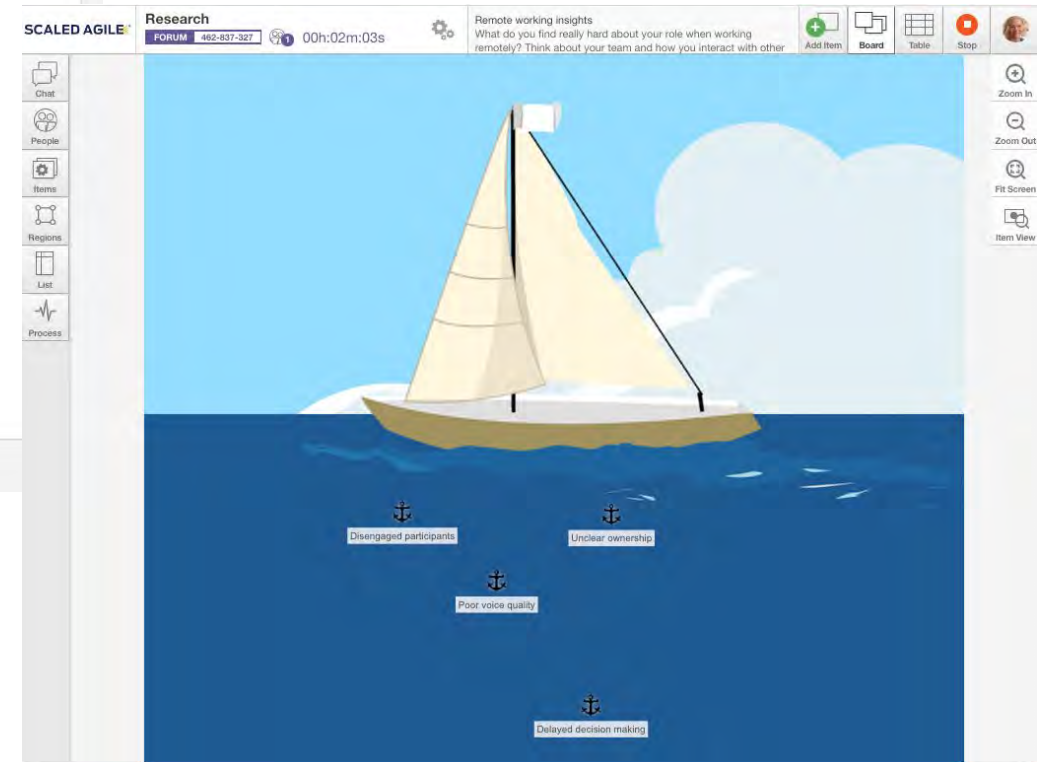 SCALED AGILE
Research
FORUM 462-837-327 1 00h:02m:03s
Remote working insights
What do you find really hard about your role when working
remotely? Think about your team and how you interact with other
Add Item
Board
Table
Stop
Chat
People
Items
Regions
List
Process
Zoom In
Zoom Out
Fit Screen
Item View
Disengaged participants
Unclear ownership
Poor voice quality
Delayed decision making